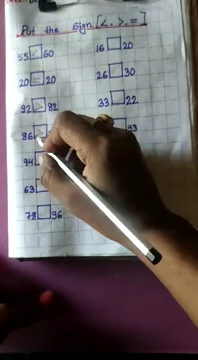 Put the sign [<, >, =]
55 < 60 16 20
20 = 20 26 30
92 > 82 33 22
86 93
94
63
78 96